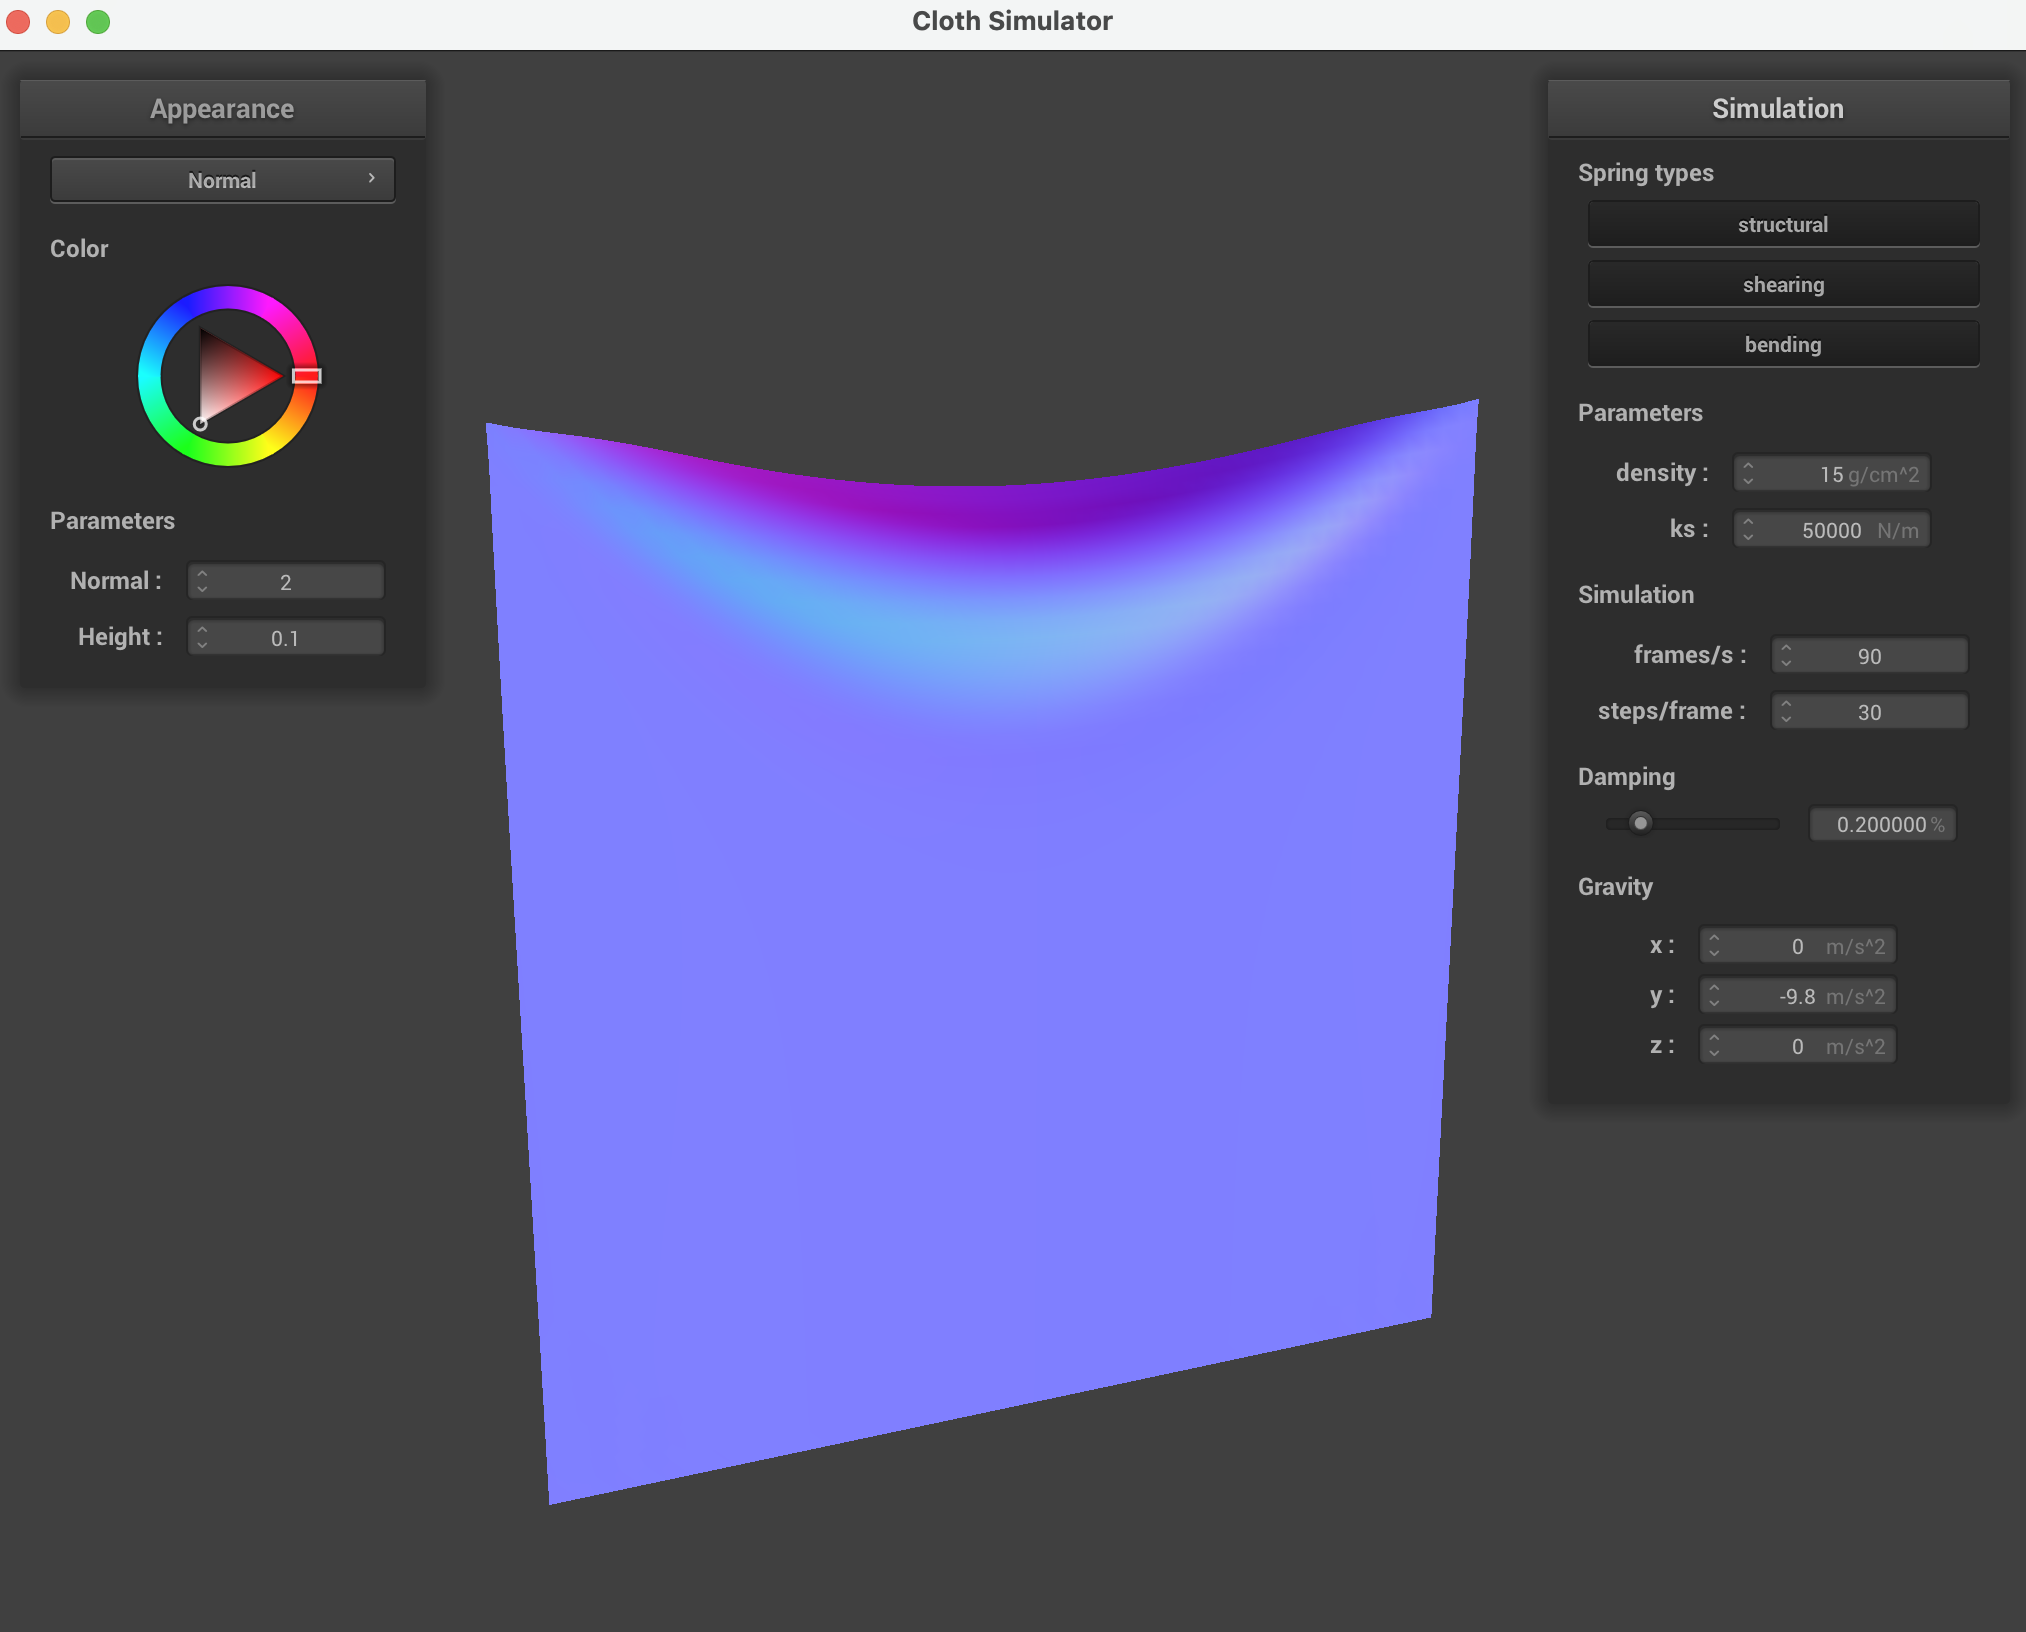 Cloth Simulator
Appearance
Normal
Color
Parameters
Normal : 2
Height : 0.1
Simulation
Spring types
structural
shearing
bending
Parameters
density : 15 g/cm^2
ks : 50000 N/m
Simulation
frames/s : 90
steps/frame : 30
Damping
0.200000 %
Gravity
x : 0 m/s^2
y : -9.8 m/s^2
z : 0 m/s^2